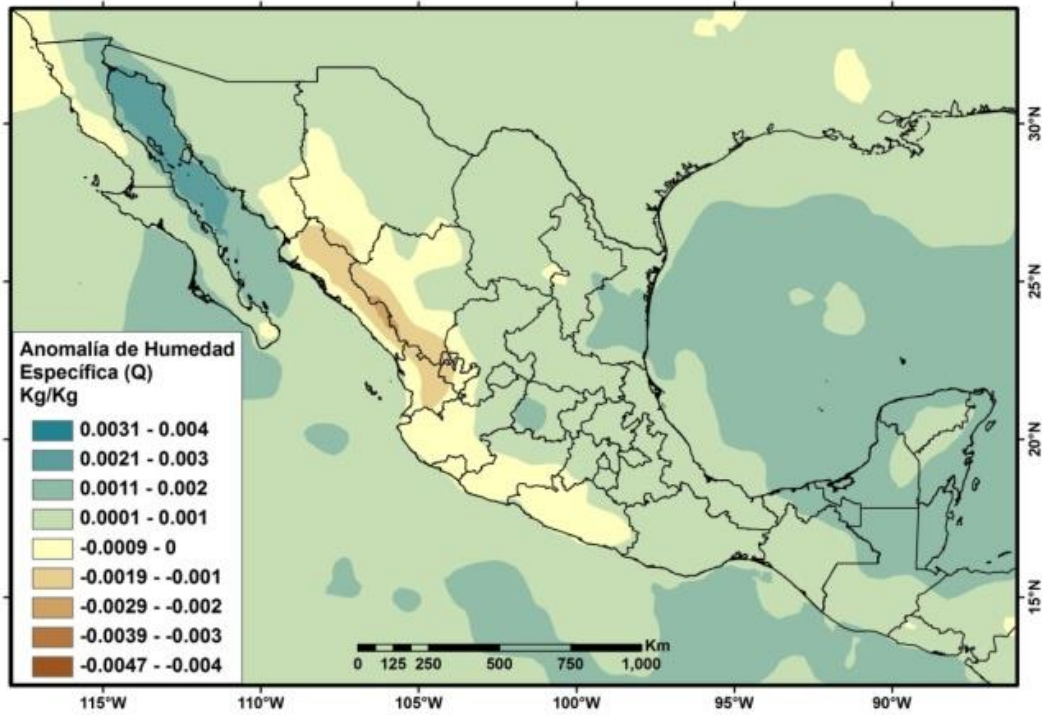 30°N
25°N
20°N
15°N
Anomalía de Humedad
Específica (Q)
Kg/Kg
0.0031 - 0.004
0.0021 - 0.003
0.0011 - 0.002
0.0001 - 0.001
-0.0009 - 0
-0.0019 - -0.001
-0.0029 - -0.002
-0.0039 - -0.003
-0.0047 - -0.004
Km
0 125 250 500 750 1,000
115°W 110°W 105°W 100°W 95°W 90°W